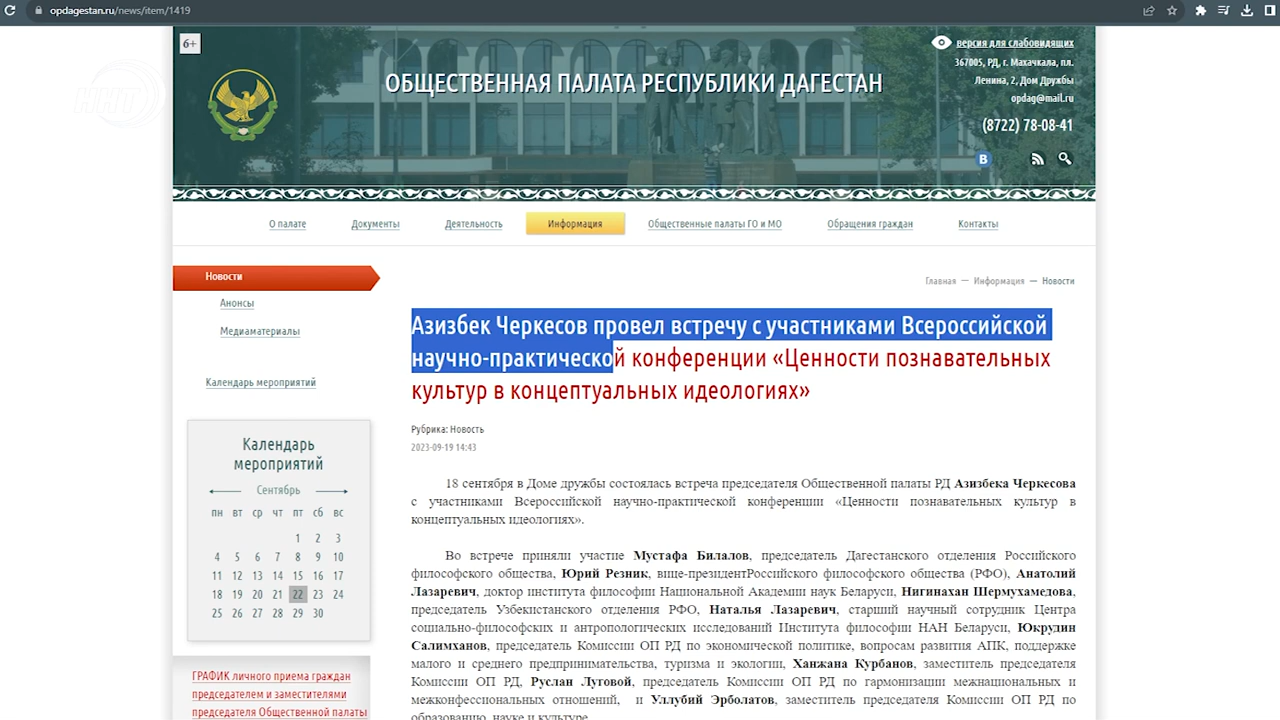 opdagestan.ru/news/item/1419
6+
ННТ
ОБЩЕСТВЕННАЯ ПАЛАТА РЕСПУБЛИКИ ДАГЕСТАН
версия для слабовидящих
367005, РД, г. Махачкала, пл.
Ленина, 2, Дом Дружбы
opdag@mail.ru
(8722) 78-08-41
В
О палате Документы Деятельность Информация Общественные палаты ГО и МО Обращения граждан Контакты
Новости
Анонсы
Медиаматериалы
Календарь мероприятий
Календарь
мероприятий
Сентябрь
пн вт ср чт пт сб вс
1 2 3
4 5 6 7 8 9 10
11 12 13 14 15 16 17
18 19 20 21 22 23 24
25 26 27 28 29 30
ГРАФИК личного приема граждан
председателем и заместителями
председателя Общественной палаты
Главная — Информация — Новости
Азизбек Черкесов провел встречу с участниками Всероссийской
научно-практической конференции «Ценности познавательных
культур в концептуальных идеологиях»
Рубрика: Новость
2023-09-19 14:43
18 сентября в Доме дружбы состоялась встреча председателя Общественной палаты РД Азизбека Черкесова
с участниками Всероссийской научно-практической конференции «Ценности познавательных культур в
концептуальных идеологиях».
Во встрече приняли участие Мустафа Билалов, председатель Дагестанского отделения Российского
философского общества, Юрий Резник, вице-президентРоссийского философского общества (РФО), Анатолий
Лазаревич, доктор института философии Национальной Академии наук Беларуси, Нигинахан Шермухамедова,
председатель Узбекистанского отделения РФО, Наталья Лазаревич, старший научный сотрудник Центра
социально-философских и антропологических исследований Института философии НАН Беларуси, Юкрудин
Салимханов, председатель Комиссии ОП РД по экономической политике, вопросам развития АПК, поддержке
малого и среднего предпринимательства, туризма и экологии, Ханжана Курбанов, заместитель председателя
Комиссии ОП РД, Руслан Луговой, председатель Комиссии ОП РД по гармонизации межнациональных и
межконфессиональных отношений, и Уллубий Эрболатов, заместитель председателя Комиссии ОП РД по
образованию, науке и культуре